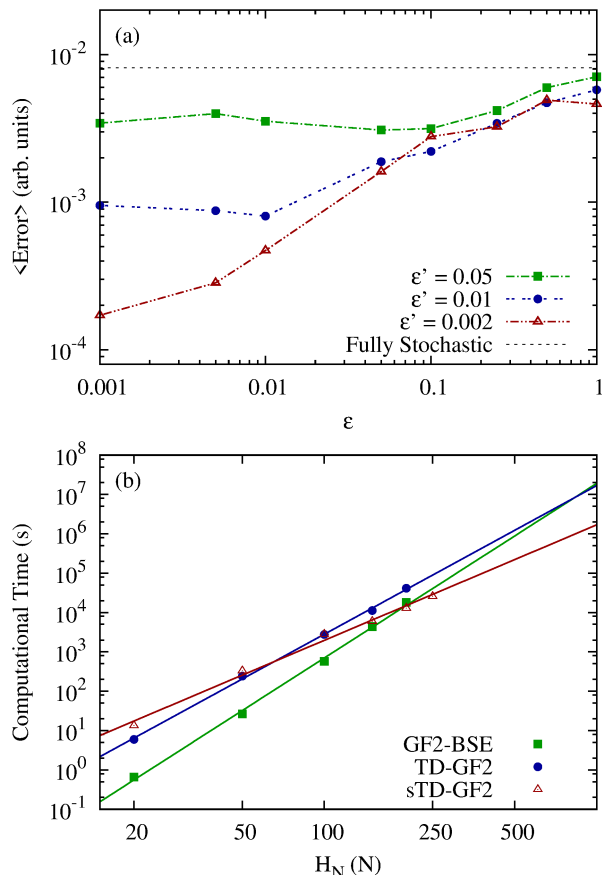 (a)
10^-2
10^-3
10^-4
<Error> (arb. units)
ε' = 0.05
ε' = 0.01
ε' = 0.002
Fully Stochastic
0.001 0.01 0.1 1
ε
(b)
10^8
10^7
10^6
10^5
10^4
10^3
10^2
10^1
10^0
10^-1
Computational Time (s)
GF2-BSE
TD-GF2
sTD-GF2
20 50 100 250 500
H_N (N)